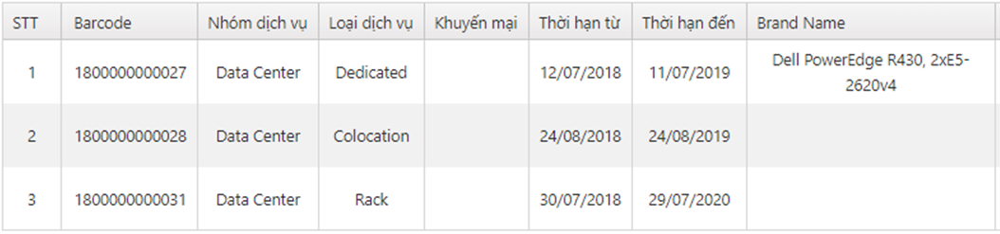 STT Barcode Nhóm dịch vụ Loại dịch vụ Khuyến mại Thời hạn từ Thời hạn đến Brand Name
1 1800000000027 Data Center Dedicated 12/07/2018 11/07/2019 Dell PowerEdge R430, 2xE5-
2620v4
2 1800000000028 Data Center Colocation 24/08/2018 24/08/2019
3 1800000000031 Data Center Rack 30/07/2018 29/07/2020